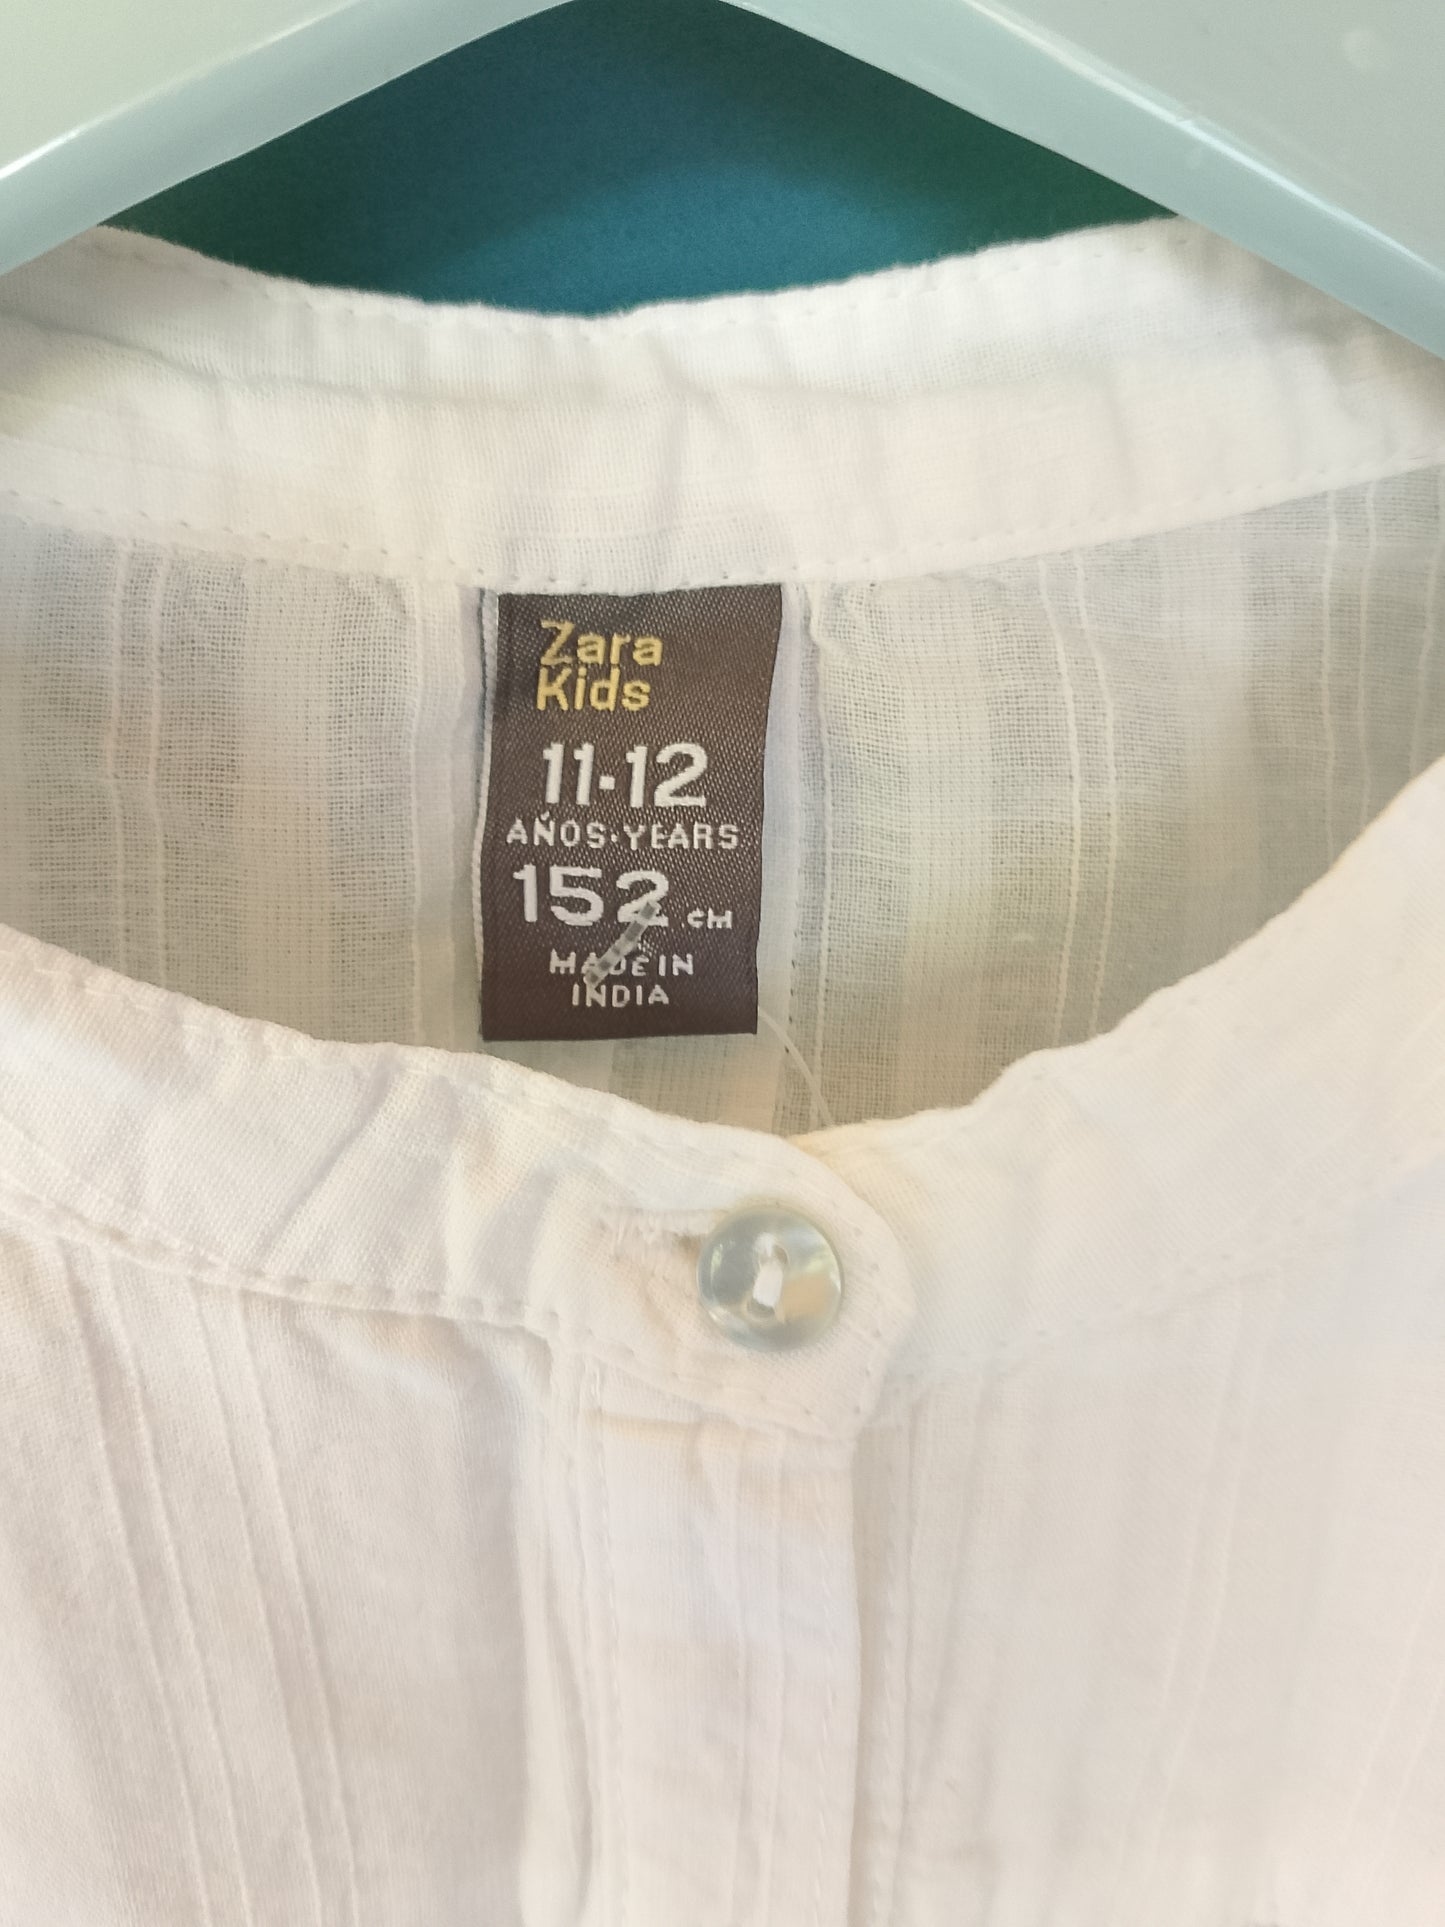 Zara
Kids
11-12
AÑOS·YEARS
152 CM
MADE IN
INDIA